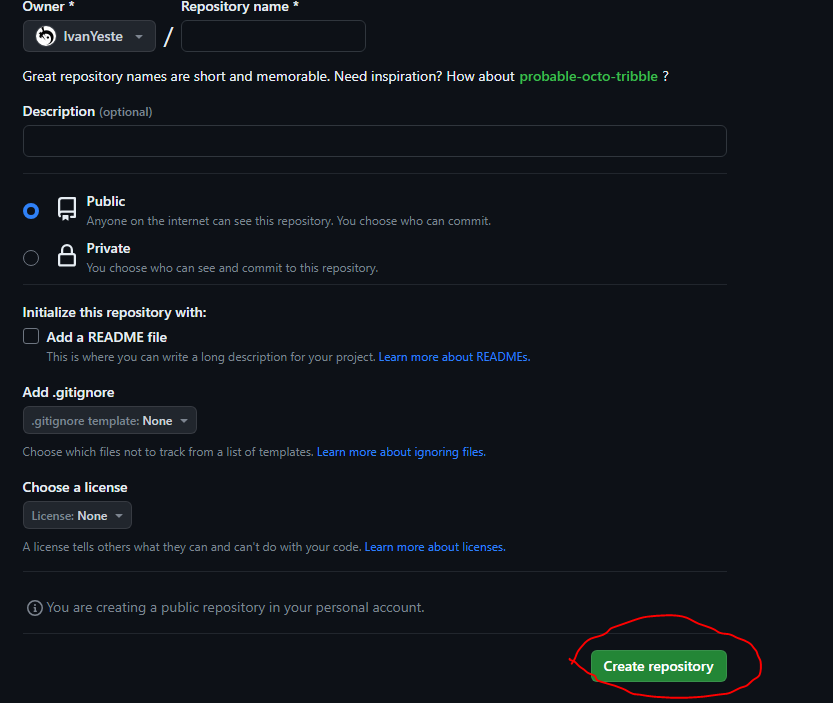 Owner * Repository name *
IvanYeste /
Great repository names are short and memorable. Need inspiration? How about probable-octo-tribble ?
Description (optional)
Public
Anyone on the internet can see this repository. You choose who can commit.
Private
You choose who can see and commit to this repository.
Initialize this repository with:
Add a README file
This is where you can write a long description for your project. Learn more about READMEs.
Add .gitignore
.gitignore template: None
Choose which files not to track from a list of templates. Learn more about ignoring files.
Choose a license
License: None
A license tells others what they can and can't do with your code. Learn more about licenses.
You are creating a public repository in your personal account.
Create repository